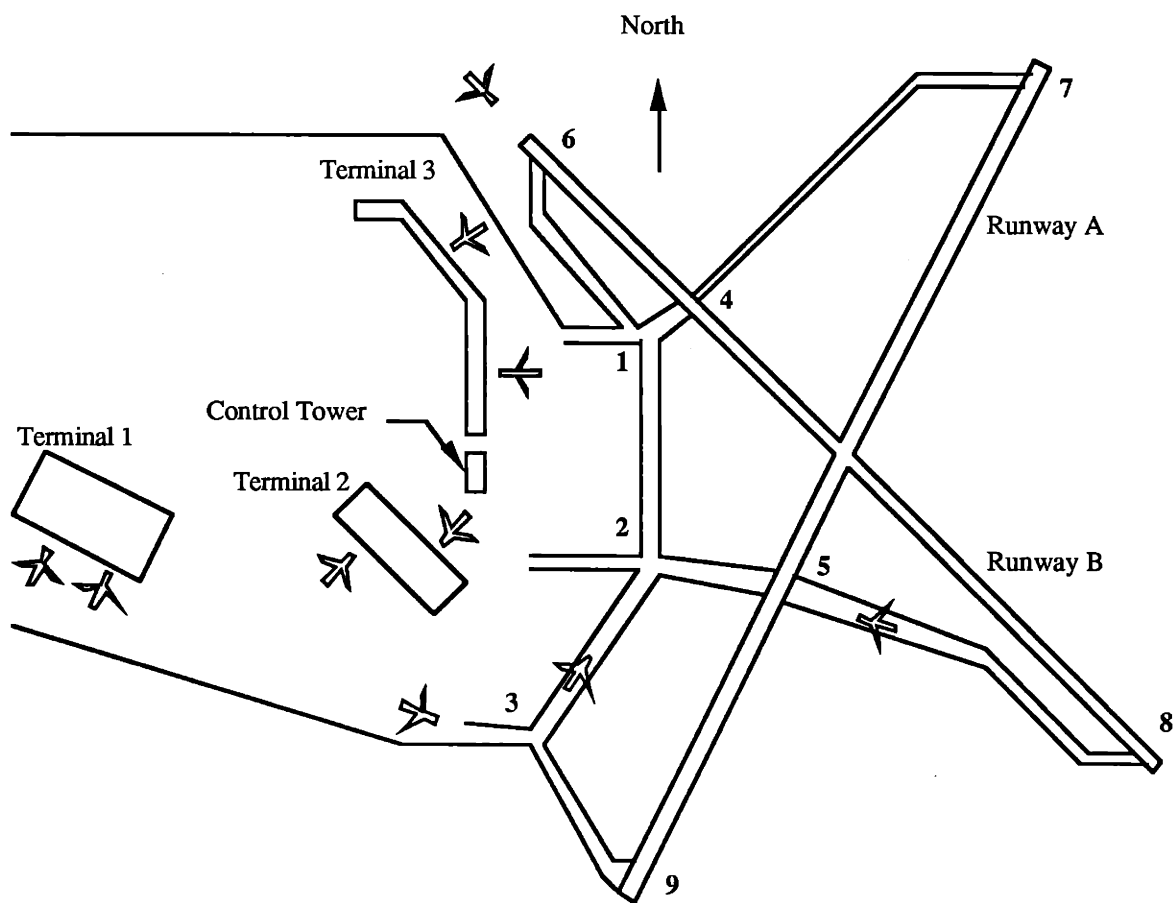 North
7
6
Terminal 3
Runway A
4
1
Control Tower
Terminal 1
Terminal 2
2
5
Runway B
3
8
9